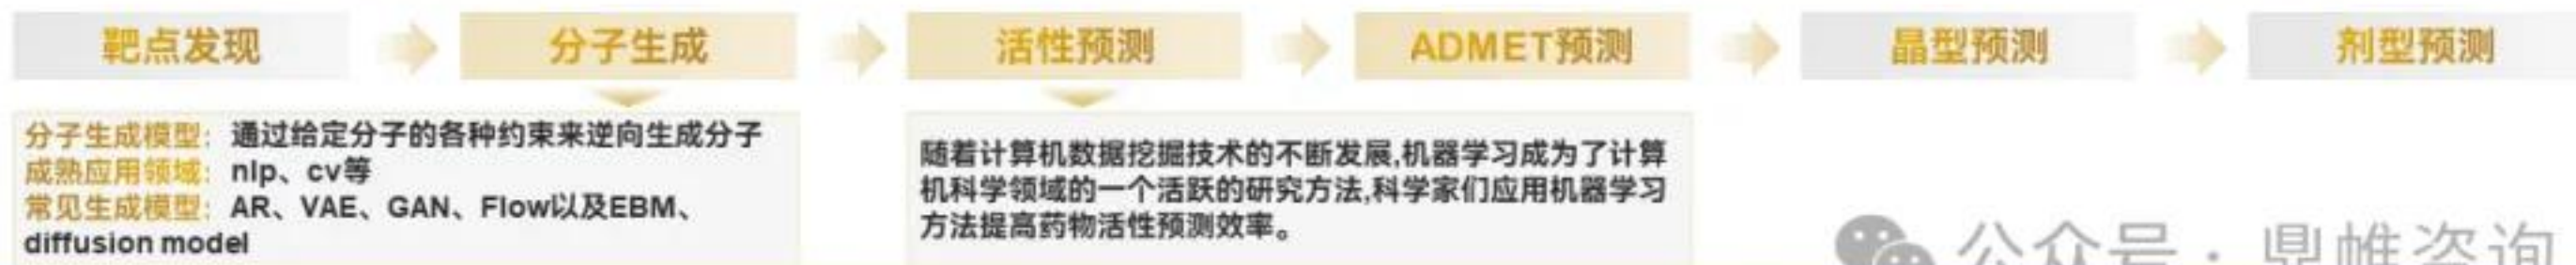 靶点发现
分子生成
活性预测
ADMET预测
晶型预测
剂型预测
分子生成模型：通过给定分子的各种约束来逆向生成分子
成熟应用领域：nlp、cv等
常见生成模型：AR、VAE、GAN、Flow以及EBM、
diffusion model
随着计算机数据挖掘技术的不断发展,机器学习成为了计算
机科学领域的一个活跃的研究方法,科学家们应用机器学习
方法提高药物活性预测效率。
公众号·鼎帷咨询